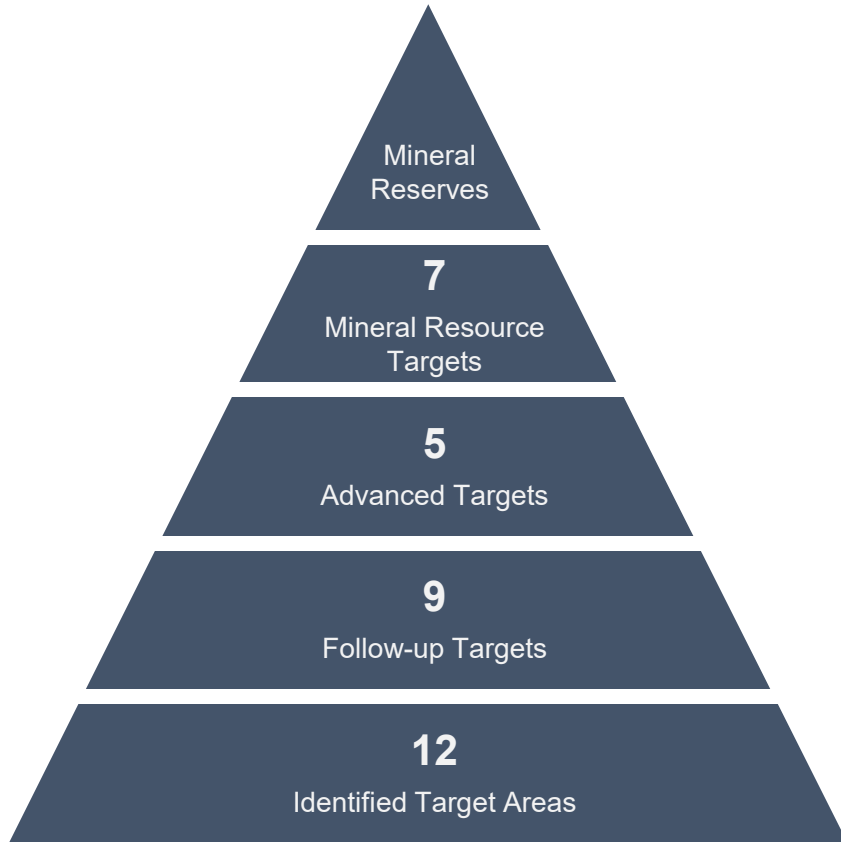 Mineral
Reserves
7
Mineral Resource
Targets
5
Advanced Targets
9
Follow-up Targets
12
Identified Target Areas